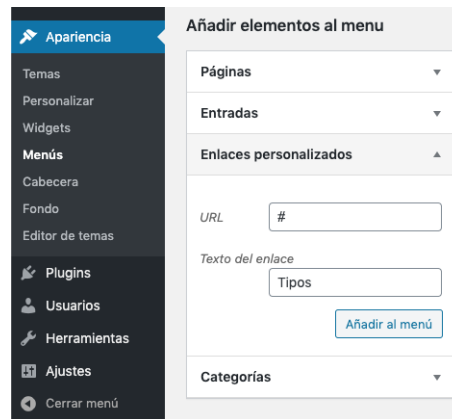 Apariencia
Temas
Personalizar
Widgets
Menús
Cabecera
Fondo
Editor de temas
Plugins
Usuarios
Herramientas
Ajustes
Cerrar menú
Añadir elementos al menu
Páginas
Entradas
Enlaces personalizados
URL #
Texto del enlace
Tipos
Añadir al menú
Categorías